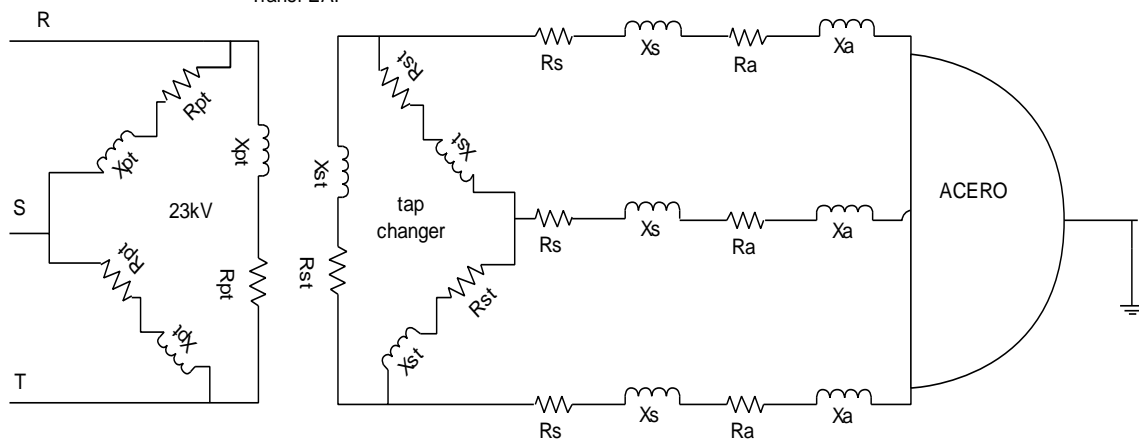 R
Rpt
Xpt
Xpt
S
23kV
Rpt
Rpt
Xpt
T
Rst
Xst
Xst
tap
changer
Rst
Rst
Xst
Rs
Xs
Ra
Xa
Rs
Xs
Ra
Xa
Rs
Xs
Ra
Xa
ACERO